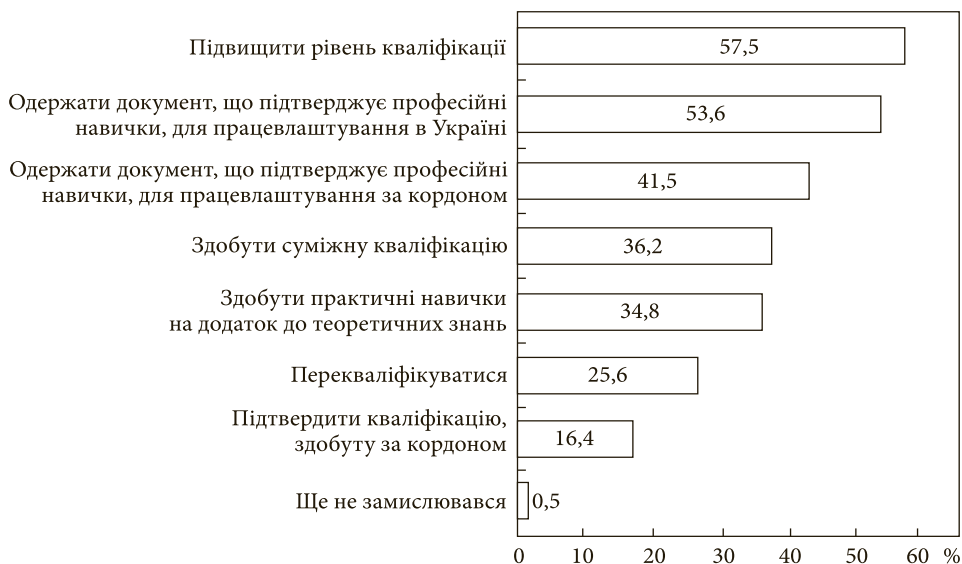 Підвищити рівень кваліфікації
57,5
Одержати документ, що підтверджує професійні
навички, для працевлаштування в Україні
53,6
Одержати документ, що підтверджує професійні
навички, для працевлаштування за кордоном
41,5
Здобути суміжну кваліфікацію
36,2
Здобути практичні навички
на додаток до теоретичних знань
34,8
Перекваліфікуватися
25,6
Підтвердити кваліфікацію,
здобуту за кордоном
16,4
Ще не замислювався
0,5
0 10 20 30 40 50 60 %